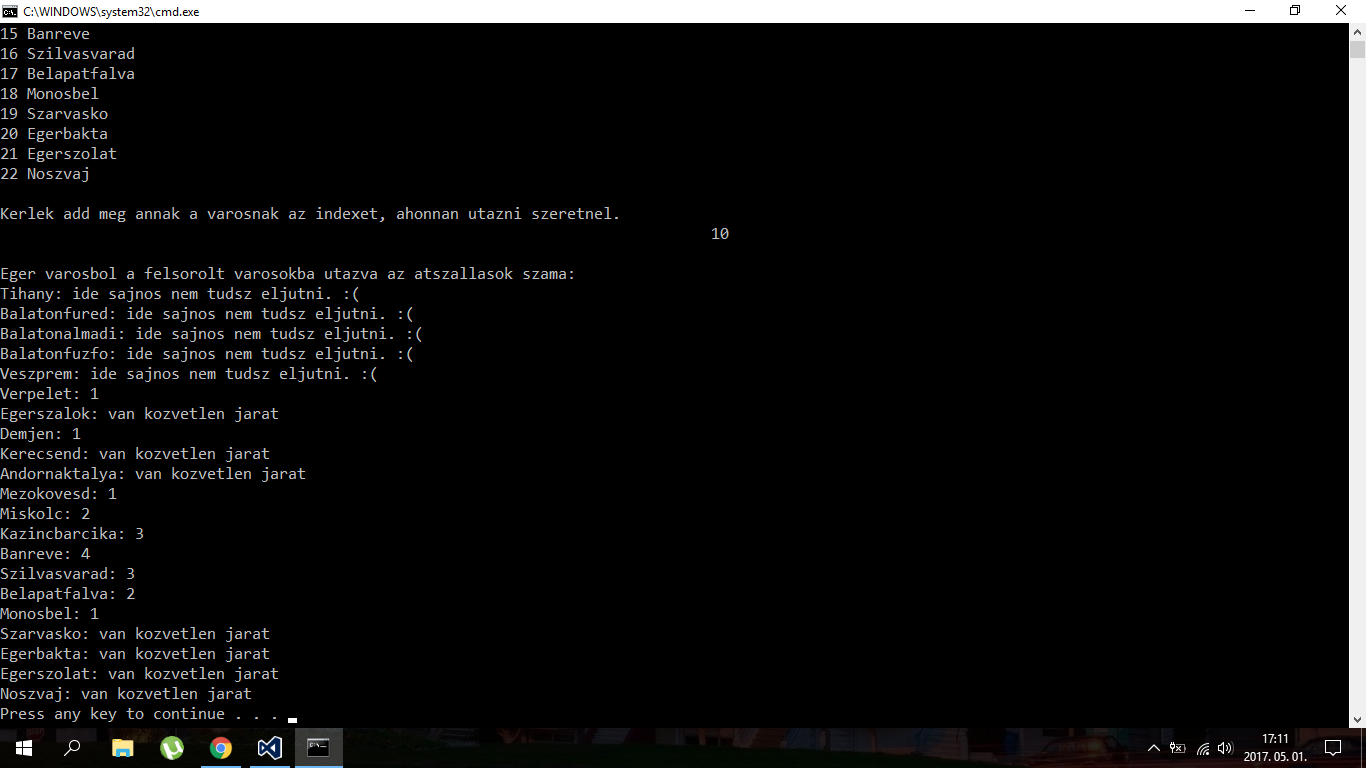 C:\WINDOWS\system32\cmd.exe
15 Banreve
16 Szilvasvarad
17 Belapatfalva
18 Monosbel
19 Szarvasko
20 Egerbakta
21 Egerszolat
22 Noszvaj
Kerlek add meg annak a varosnak az indexet, ahonnan utazni szeretnel.
10
Eger varosbol a felsorolt varosokba utazva az atszallasok szama:
Tihany: ide sajnos nem tudsz eljutni. :(
Balatonfured: ide sajnos nem tudsz eljutni. :(
Balatonalmadi: ide sajnos nem tudsz eljutni. :(
Balatonfuzfo: ide sajnos nem tudsz eljutni. :(
Veszprem: ide sajnos nem tudsz eljutni. :(
Verpelet: 1
Egerszalok: van kozvetlen jarat
Demjen: 1
Kerecsend: van kozvetlen jarat
Andornaktalya: van kozvetlen jarat
Mezokovesd: 1
Miskolc: 2
Kazincbarcika: 3
Banreve: 4
Szilvasvarad: 3
Belapatfalva: 2
Monosbel: 1
Szarvasko: van kozvetlen jarat
Egerbakta: van kozvetlen jarat
Egerszolat: van kozvetlen jarat
Noszvaj: van kozvetlen jarat
Press any key to continue . . .
17:11
2017. 05. 01.